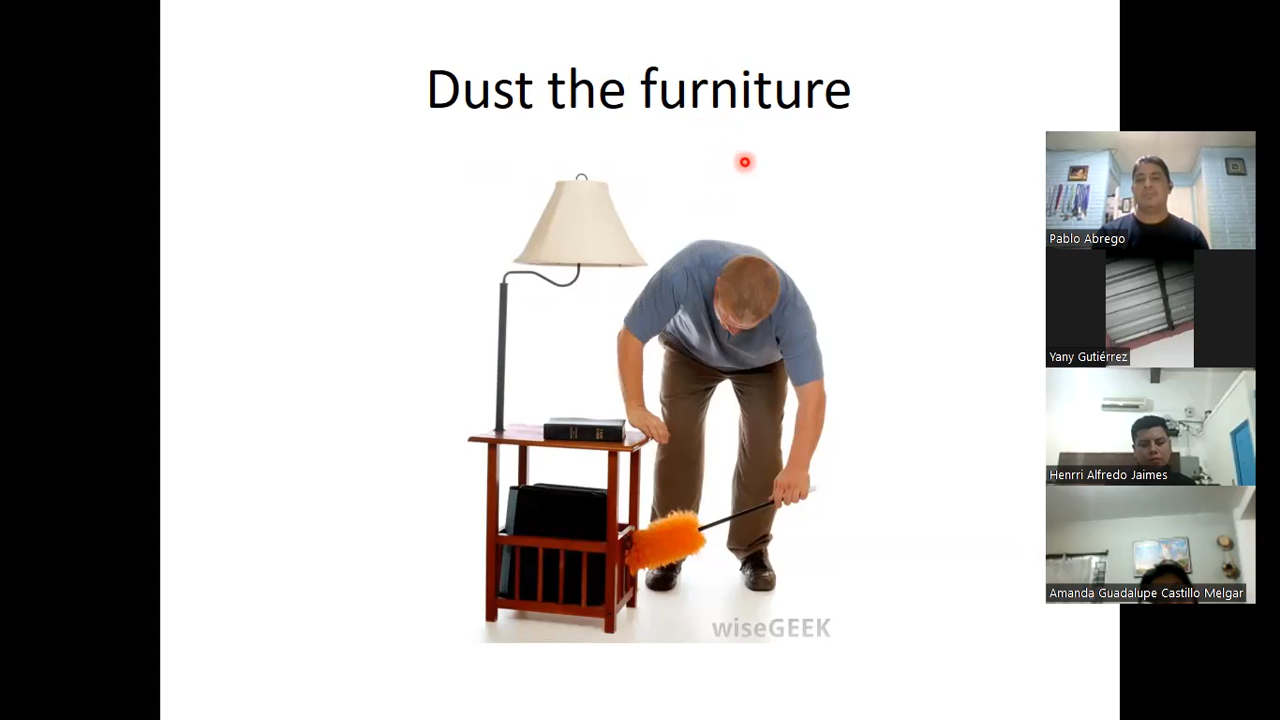 Dust the furniture
Pablo Abrego
Yany Gutiérrez
Henrri Alfredo Jaimes
Amanda Guadalupe Castillo Melgar
wiseGEEK